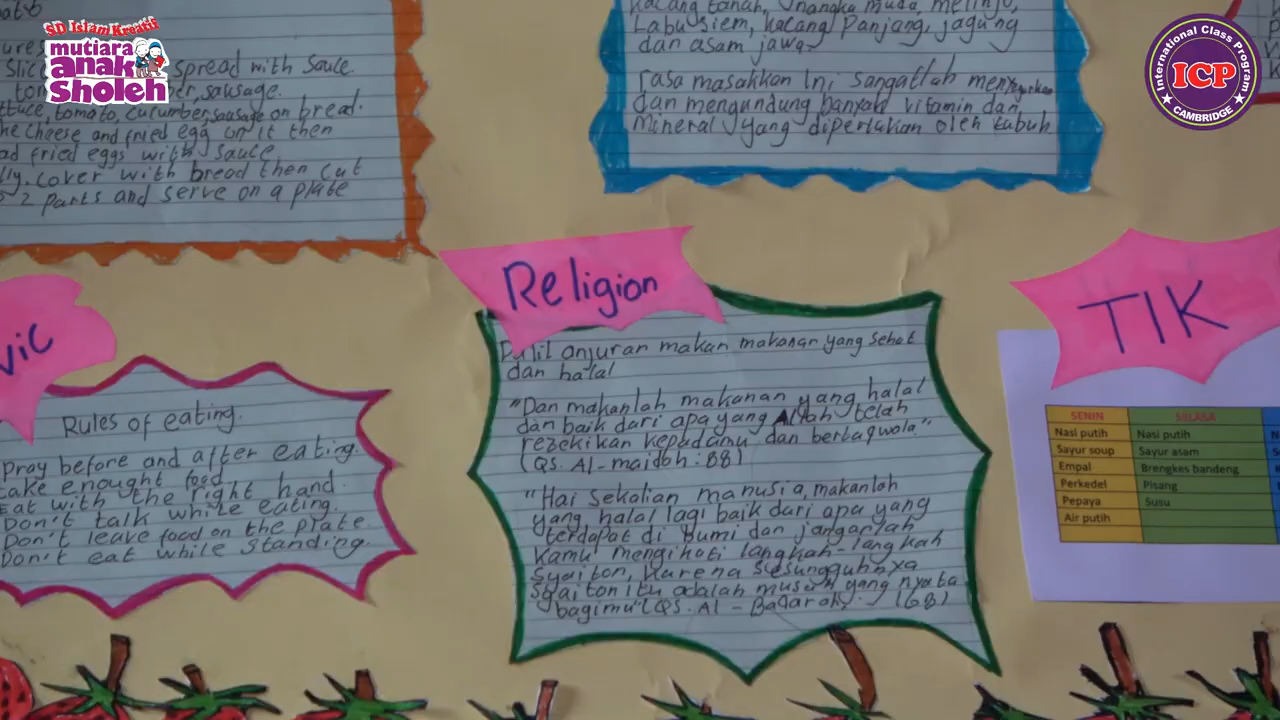 SD Islam Kreatif
mutiara
anak
Sholeh
International Class Program
ICP
CAMBRIDGE
spread with sauce.
sausage.
tomato, cucumber, sausage on bread.
cheese and fried egg on it then
fried eggs with sauce
cover with bread then cut
2 parts and serve on a plate
kacang tanah, nangka muda, melinjo,
Labu siem, kacang Panjang, jagung
dan asam jawa
rasa masakkan Ini sangatlah
dan mengundung banyak vitamin dan
Mineral yang diperlukan oleh tubuh
Rules of eating.
Pray before and after eating.
take enought food.
Eat with the right hand.
Don't talk while eating.
Don't leave food on the plate
Don't eat while standing.
Religion
Dalil anjuran makan makanan yang sehat
dan halal
"Dan makanlah makanan yang halal
dan baik dari apa yang Allah telah
rezekikan kepadamu dan bertaqwala"
(QS. Al-maidah : 88)
"Hai sekalian manusia, makanlah
yang halal lagi baik dari apa yang
terdapat di Bumi dan janganlah
kamu mengikoti langkah-langkah
syaiton, karena sesungguhnya
syaiton itu adalah musuh yang nyata
bagimu" (QS. Al - Baqarah : 168)
TIK
SENIN SELASA
Nasi putih Nasi putih
Sayur soup Sayur asam
Empal Brengkes bandeng
Perkedel Pisang
Pepaya Susu
Air putih